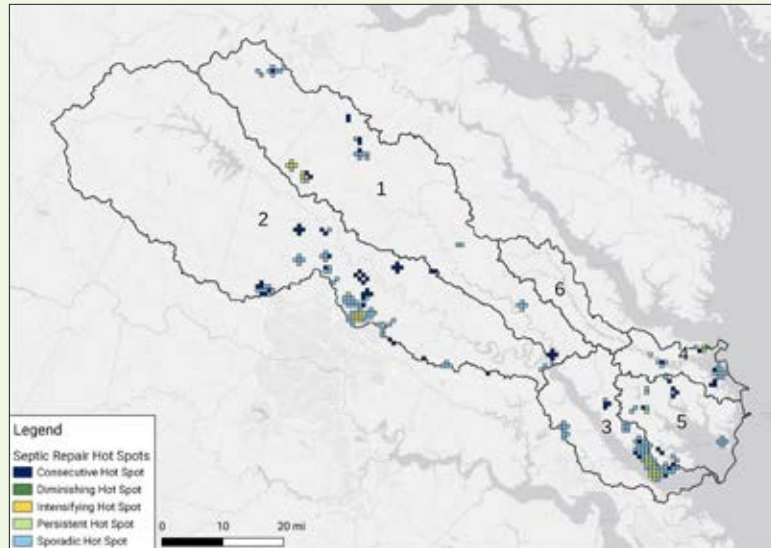 1
2
6
4
5
3
Legend
Septic Repair Hot Spots
Consecutive Hot Spot
Diminishing Hot Spot
Intensifying Hot Spot
Persistent Hot Spot
Sporadic Hot Spot
0 10 20 mi